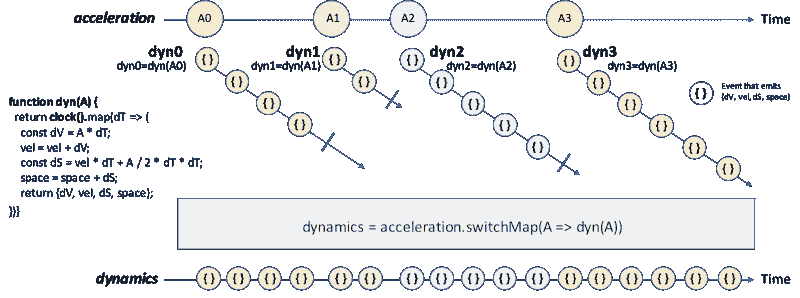 acceleration A0 A1 A2 A3 Time
dyn0 dyn1 dyn2 dyn3
dyn0=dyn(A0) dyn1=dyn(A1) dyn2=dyn(A2) dyn3=dyn(A3)
{ } { } { } { }
{ } { } { } { }
{ } { } { }
{ } { } { }
{ } { }
{ }
{ } Event that emits
{dV, vel, dS, space}
function dyn(A) {
return clock().map(dT => {
const dV = A * dT;
vel = vel + dV;
const dS = vel * dT + A / 2 * dT * dT;
space = space + dS;
return {dV, vel, dS, space};
})}
dynamics = acceleration.switchMap(A => dyn(A))
dynamics { } { } { } { } { } { } { } { } { } { } { } { } { } { } { } { } { } Time